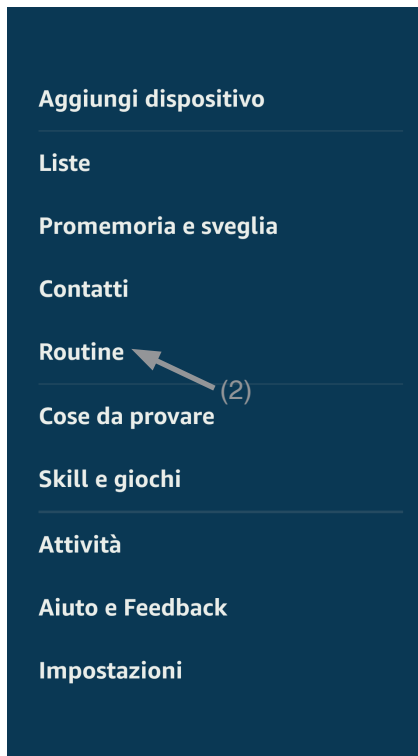 Aggiungi dispositivo
Liste
Promemoria e sveglia
Contatti
Routine
(2)
Cose da provare
Skill e giochi
Attività
Aiuto e Feedback
Impostazioni